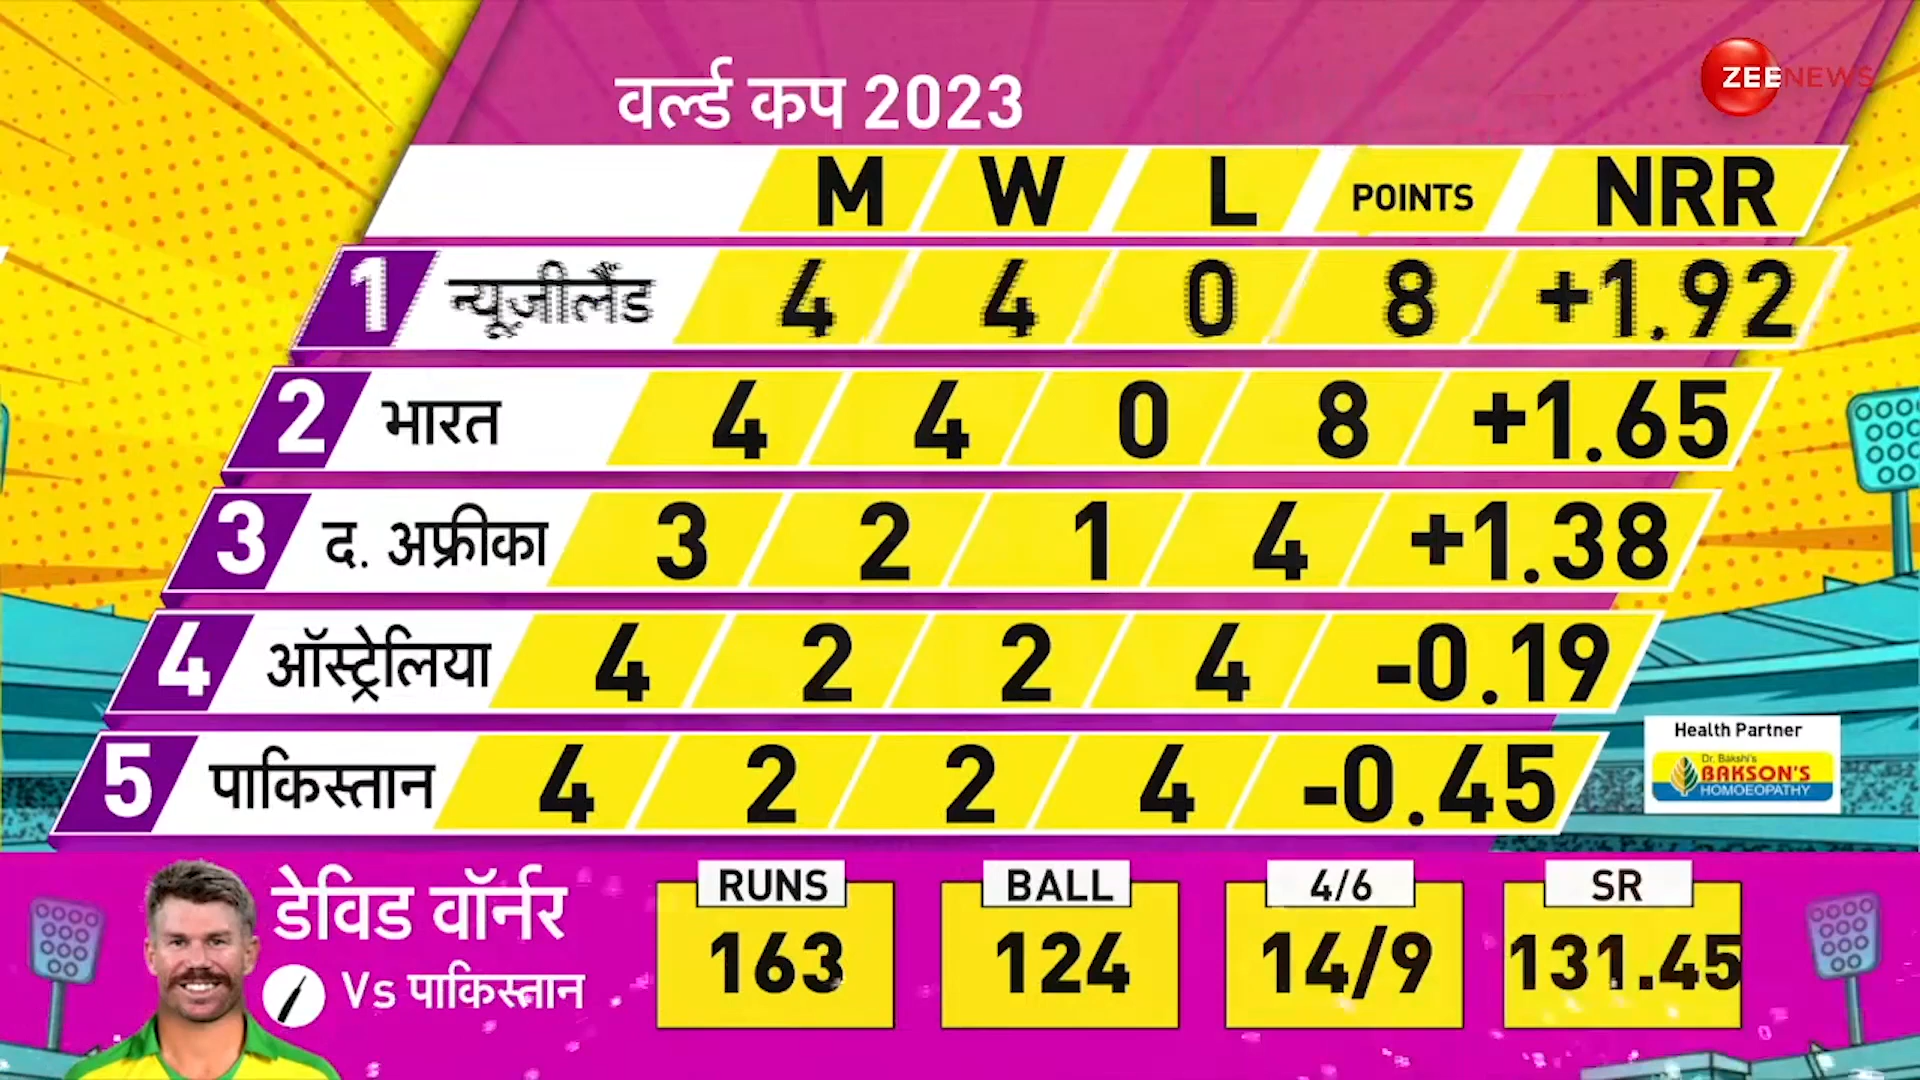 वर्ल्ड कप 2023
ZEENEWS
M W L POINTS NRR
1 न्यूज़ीलैंड 4 4 0 8 +1.92
2 भारत 4 4 0 8 +1.65
3 द. अफ्रीका 3 2 1 4 +1.38
4 ऑस्ट्रेलिया 4 2 2 4 -0.19
5 पाकिस्तान 4 2 2 4 -0.45
Health Partner
Dr. Bakshi's
BAKSON'S
HOMOEOPATHY
डेविड वॉर्नर
Vs पाकिस्तान
RUNS BALL 4/6 SR
163 124 14/9 131.45